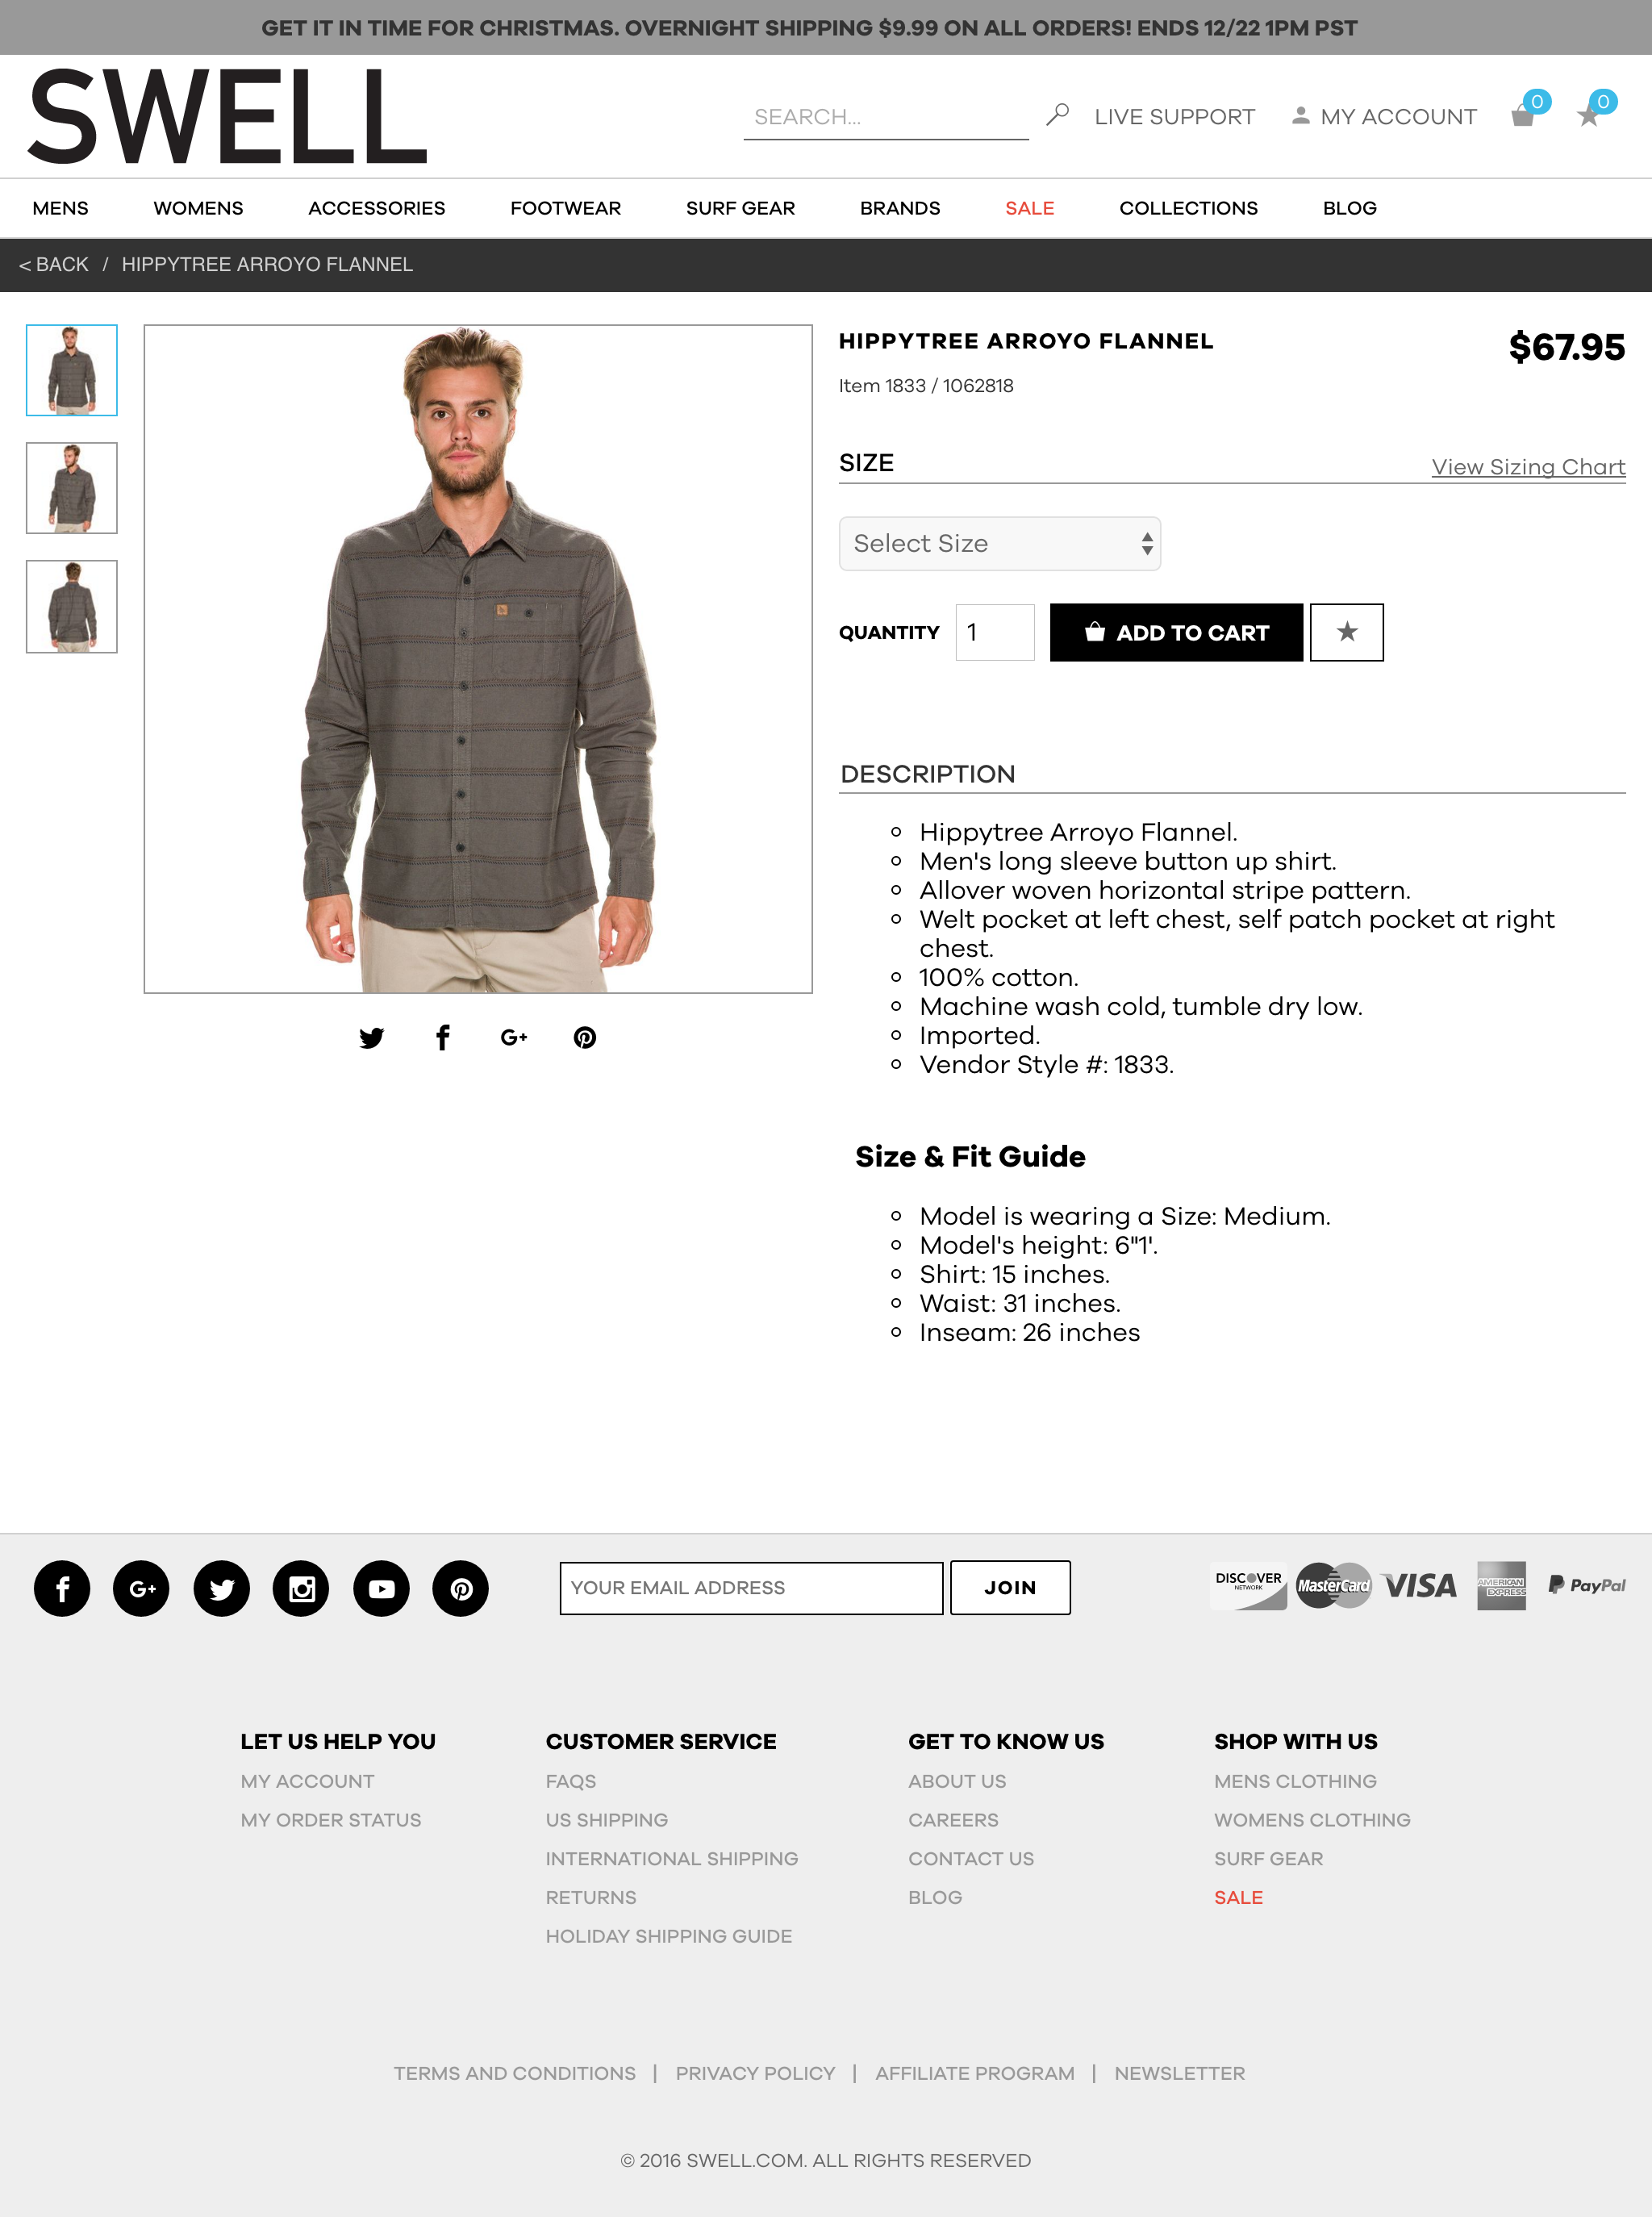 GET IT IN TIME FOR CHRISTMAS. OVERNIGHT SHIPPING $9.99 ON ALL ORDERS! ENDS 12/22 1PM PST
SWELL
SEARCH...
LIVE SUPPORT
MY ACCOUNT
0
0
MENS
WOMENS
ACCESSORIES
FOOTWEAR
SURF GEAR
BRANDS
SALE
COLLECTIONS
BLOG
< BACK / HIPPYTREE ARROYO FLANNEL
HIPPYTREE ARROYO FLANNEL
$67.95
Item 1833 / 1062818
SIZE
View Sizing Chart
Select Size
QUANTITY
1
ADD TO CART
DESCRIPTION
Hippytree Arroyo Flannel.
Men's long sleeve button up shirt.
Allover woven horizontal stripe pattern.
Welt pocket at left chest, self patch pocket at right
chest.
100% cotton.
Machine wash cold, tumble dry low.
Imported.
Vendor Style #: 1833.
Size & Fit Guide
Model is wearing a Size: Medium.
Model's height: 6"1'.
Shirt: 15 inches.
Waist: 31 inches.
Inseam: 26 inches
YOUR EMAIL ADDRESS
JOIN
DISCOVER
NETWORK
MasterCard
VISA
AMERICAN
EXPRESS
PayPal
LET US HELP YOU
MY ACCOUNT
MY ORDER STATUS
CUSTOMER SERVICE
FAQS
US SHIPPING
INTERNATIONAL SHIPPING
RETURNS
HOLIDAY SHIPPING GUIDE
GET TO KNOW US
ABOUT US
CAREERS
CONTACT US
BLOG
SHOP WITH US
MENS CLOTHING
WOMENS CLOTHING
SURF GEAR
SALE
TERMS AND CONDITIONS | PRIVACY POLICY | AFFILIATE PROGRAM | NEWSLETTER
© 2016 SWELL.COM. ALL RIGHTS RESERVED